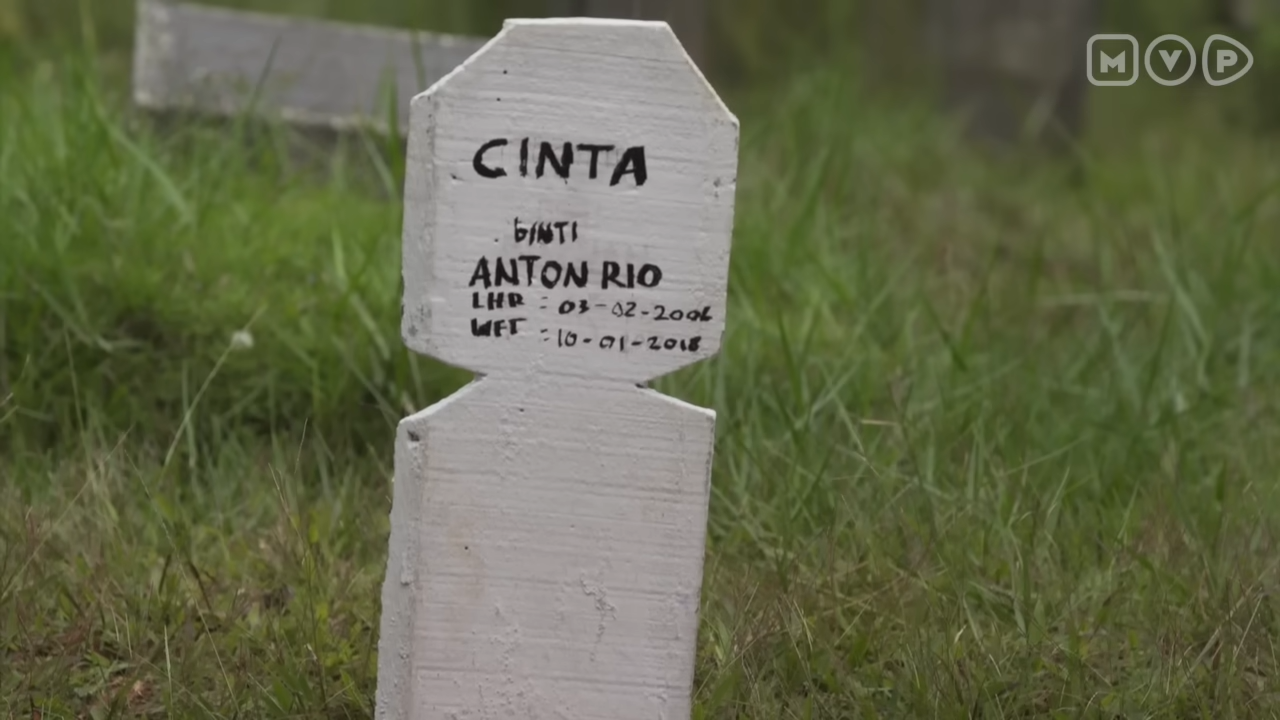 MVP
CINTA
BINTI
ANTON RIO
LHR : 03-02-2006
WFT : 10-01-2018